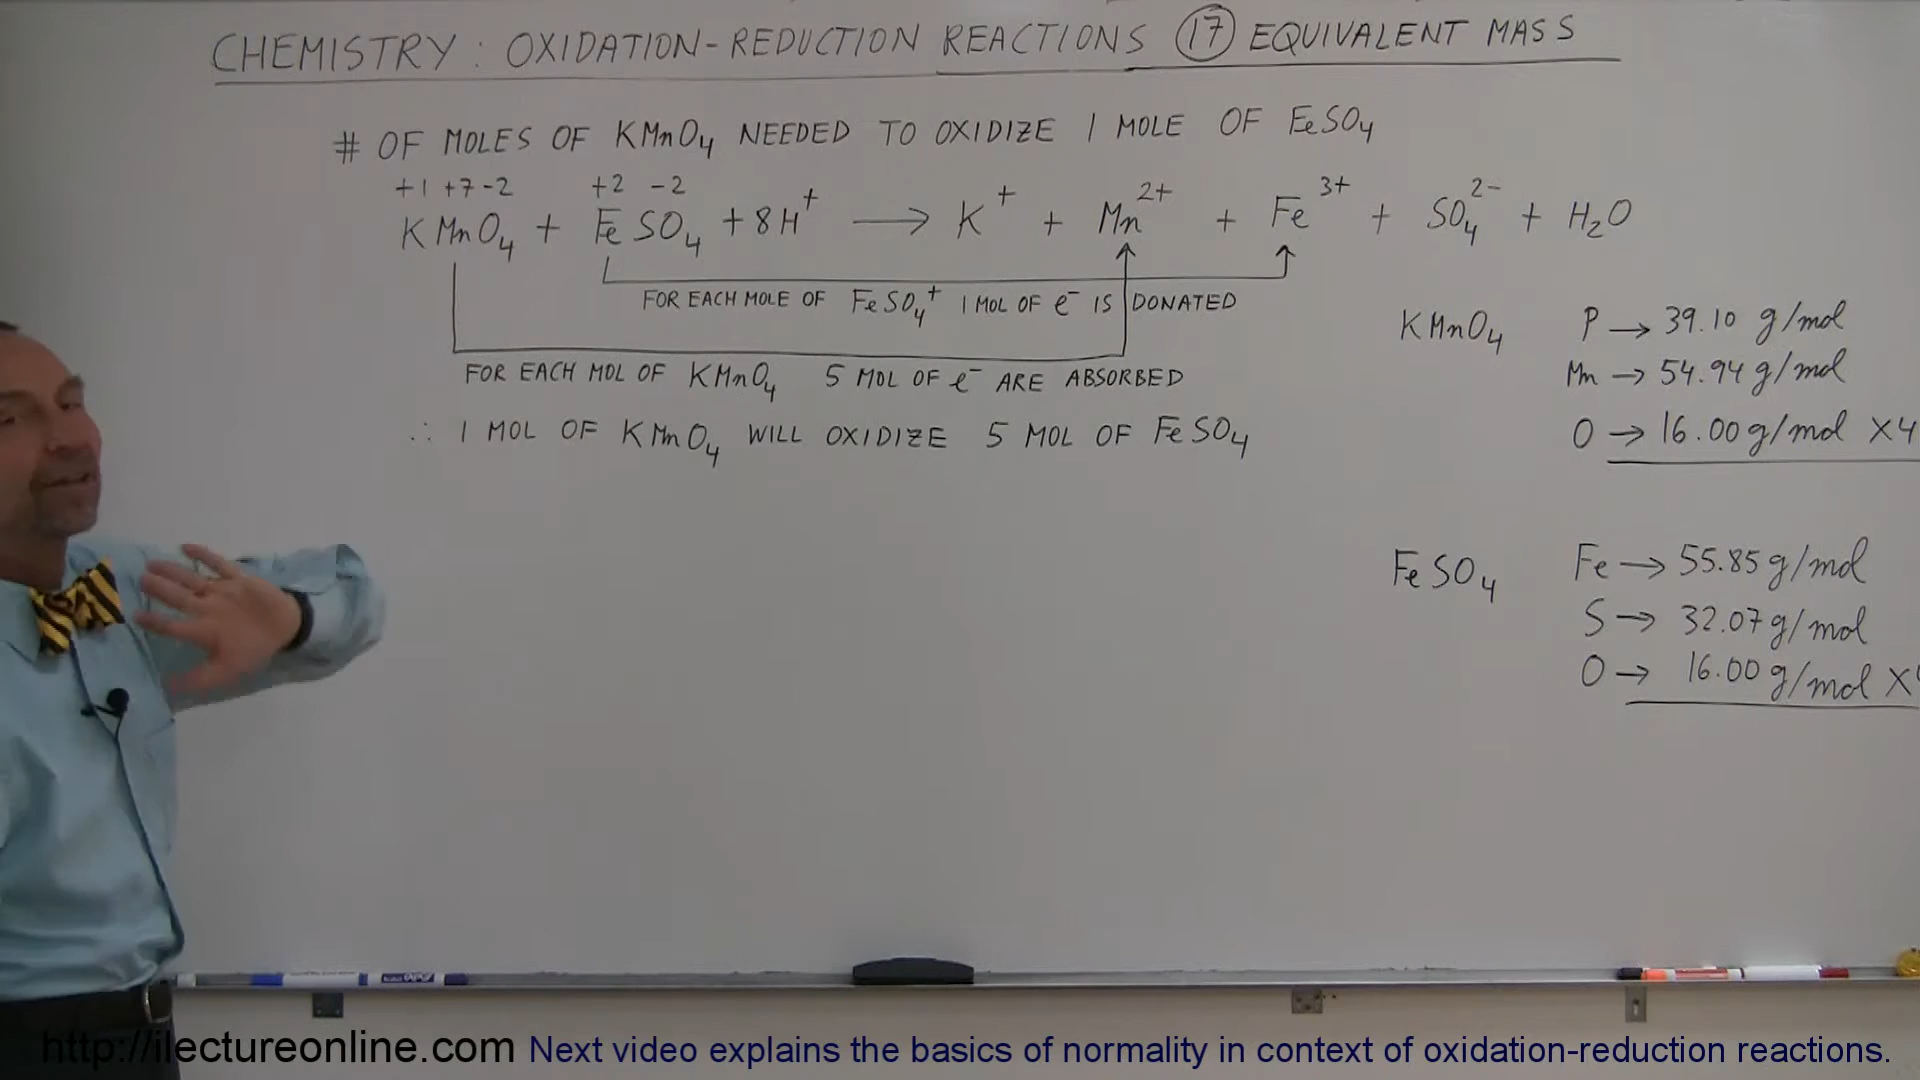 CHEMISTRY: OXIDATION-REDUCTION REACTIONS 17 EQUIVALENT MASS
# OF MOLES OF KMnO4 NEEDED TO OXIDIZE 1 MOLE OF FeSO4
+1 +7 -2 +2 -2
KMnO4 + FeSO4 + 8H+ → K+ + Mn2+ + Fe3+ + SO4 2- + H2O
FOR EACH MOLE OF FeSO4+ 1 MOL OF e- IS DONATED
FOR EACH MOL OF KMnO4 5 MOL OF e- ARE ABSORBED
∴ 1 MOL OF KMnO4 WILL OXIDIZE 5 MOL OF FeSO4
KMnO4 P → 39.10 g/mol
Mn → 54.94 g/mol
O → 16.00 g/mol X4
FeSO4 Fe → 55.85 g/mol
S → 32.07 g/mol
O → 16.00 g/mol X
http://ilectureonline.com Next video explains the basics of normality in context of oxidation-reduction reactions.